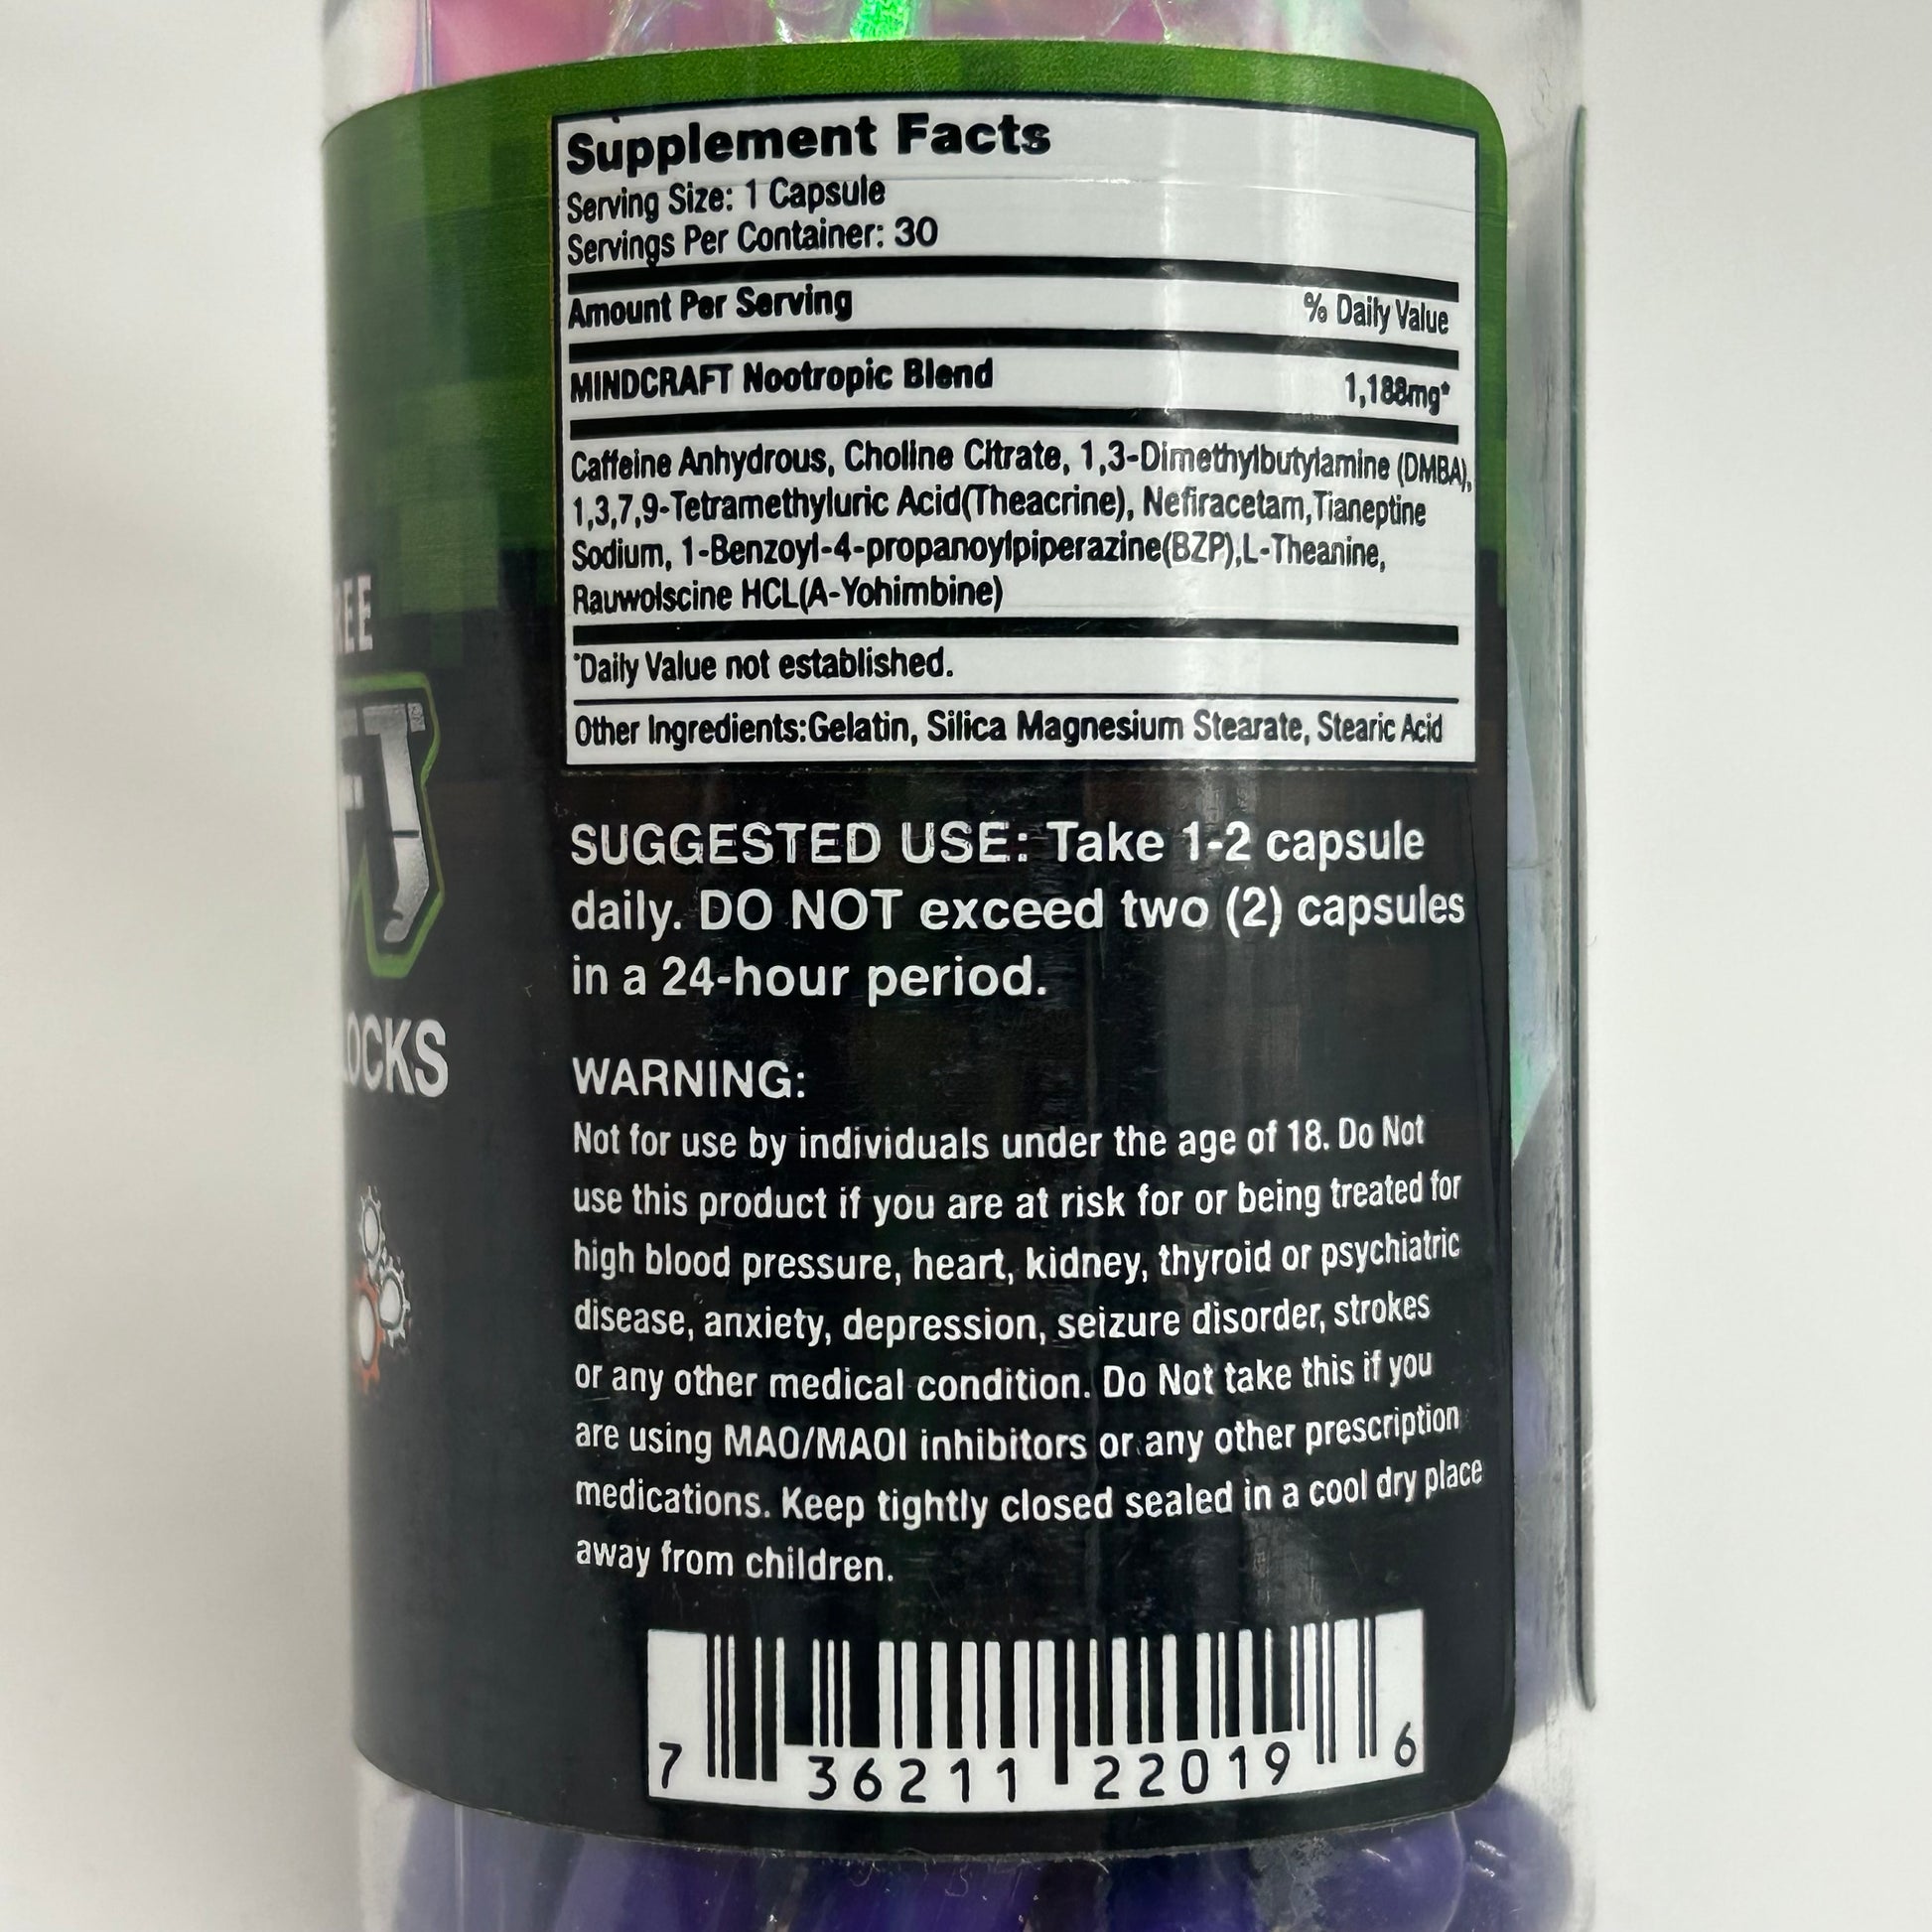 Supplement Facts
Serving Size: 1 Capsule
Servings Per Container: 30
Amount Per Serving % Daily Value
MINDCRAFT Nootropic Blend 1,188mg*
Caffeine Anhydrous, Choline Citrate, 1,3-Dimethylbutylamine (DMBA),
1,3,7,9-Tetramethyluric Acid(Theacrine), Nefiracetam,Tianeptine
Sodium, 1-Benzoyl-4-propanoylpiperazine(BZP),L-Theanine,
Rauwolscine HCL(A-Yohimbine)
*Daily Value not established.
Other Ingredients:Gelatin, Silica Magnesium Stearate, Stearic Acid
SUGGESTED USE: Take 1-2 capsule
daily. DO NOT exceed two (2) capsules
in a 24-hour period.
WARNING:
Not for use by individuals under the age of 18. Do Not
use this product if you are at risk for or being treated for
high blood pressure, heart, kidney, thyroid or psychiatric
disease, anxiety, depression, seizure disorder, strokes
or any other medical condition. Do Not take this if you
are using MAO/MAOI inhibitors or any other prescription
medications. Keep tightly closed sealed in a cool dry place
away from children.
7 36211 22019 6